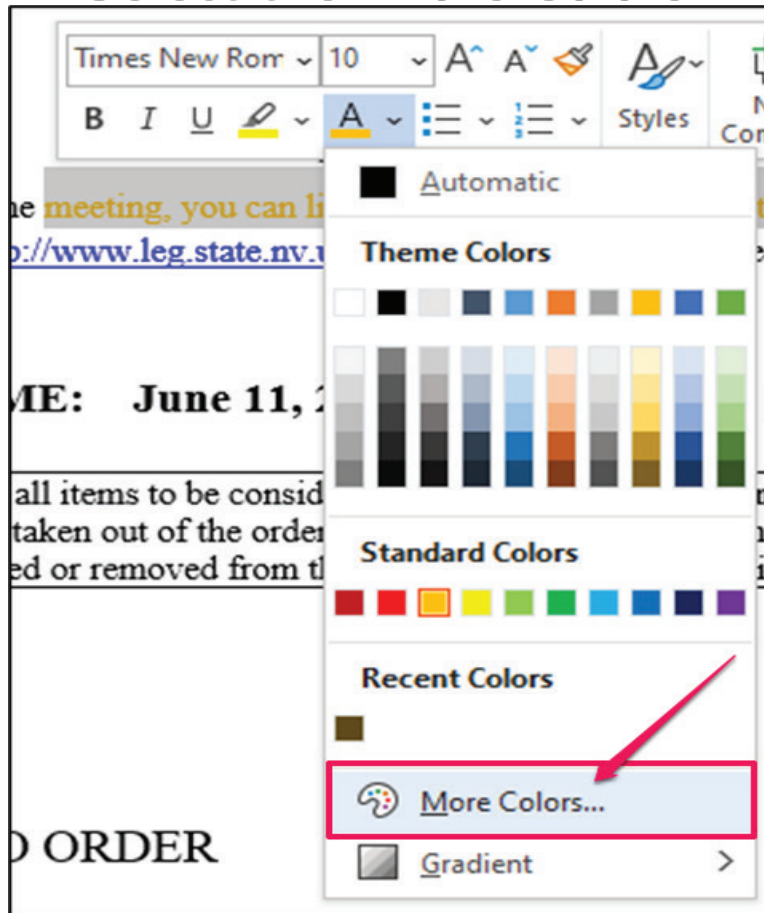 Times New Rom 10
B I U A Styles
Automatic
meeting, you can
://www.leg.state.nv.
Theme Colors
ME: June 11,
all items to be consid
taken out of the order
ed or removed from
Standard Colors
Recent Colors
More Colors...
ORDER
Gradient